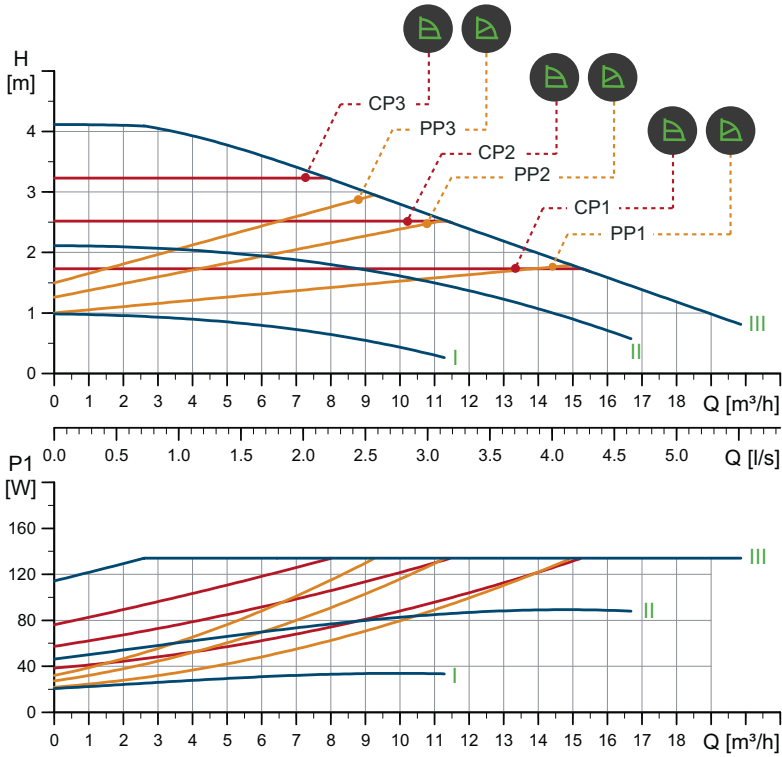 H
[m]
CP3
PP3
CP2
PP2
CP1
PP1
4
3
2
1
0
I
II
III
0 1 2 3 4 5 6 7 8 9 10 11 12 13 14 15 16 17 18 Q [m³/h]
0.0 0.5 1.0 1.5 2.0 2.5 3.0 3.5 4.0 4.5 5.0 Q [l/s]
P1
[W]
160
120
80
40
0
III
II
I
0 1 2 3 4 5 6 7 8 9 10 11 12 13 14 15 16 17 18 Q [m³/h]